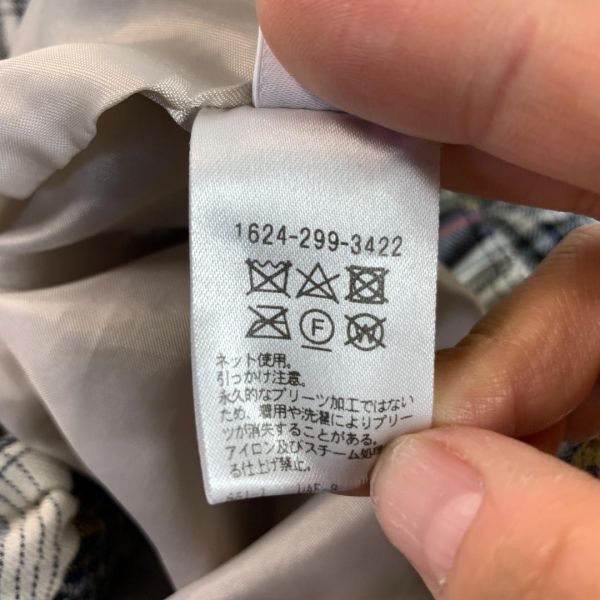 1624-299-3422
F
W
ネット使用。
引っかけ注意。
永久的なプリーツ加工ではない
ため、着用や洗濯によりプリー
ツが消失することがある。
アイロン及びスチーム処理
る仕上げ禁止。